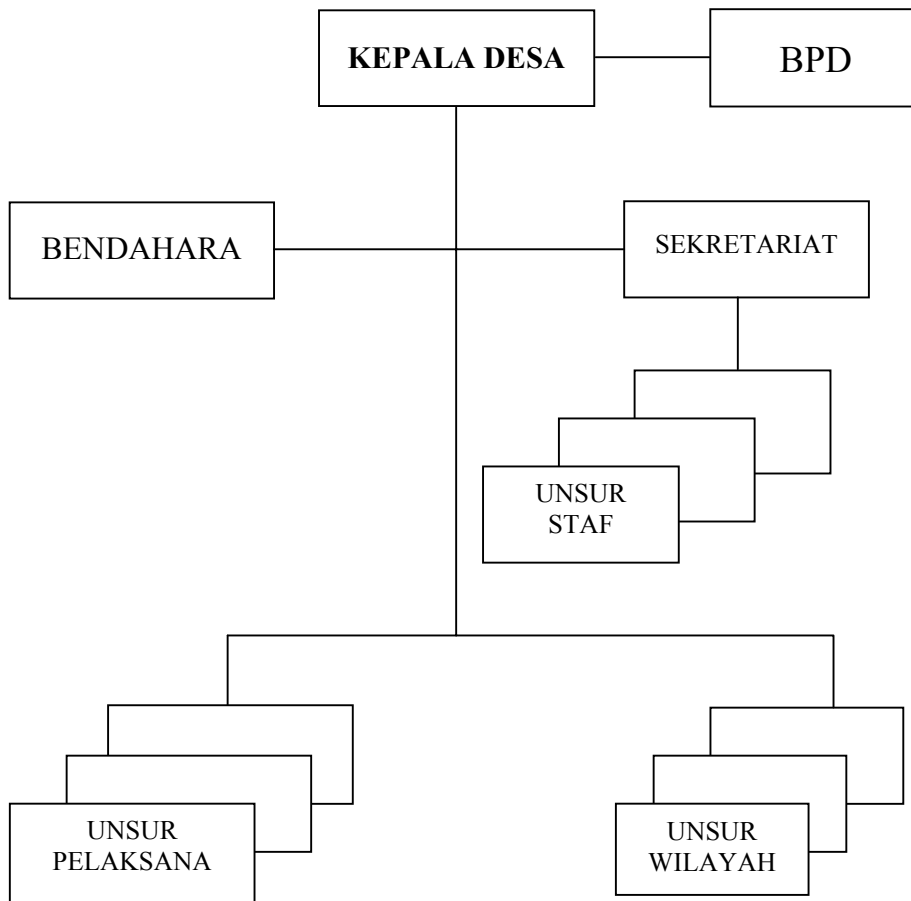 KEPALA DESA
BPD
BENDAHARA
SEKRETARIAT
UNSUR
STAF
UNSUR
PELAKSANA
UNSUR
WILAYAH